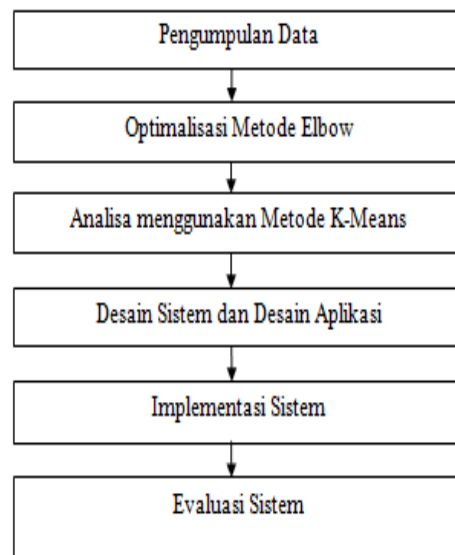 Pengumpulan Data
Optimalisasi Metode Elbow
Analisa menggunakan Metode K-Means
Desain Sistem dan Desain Aplikasi
Implementasi Sistem
Evaluasi Sistem